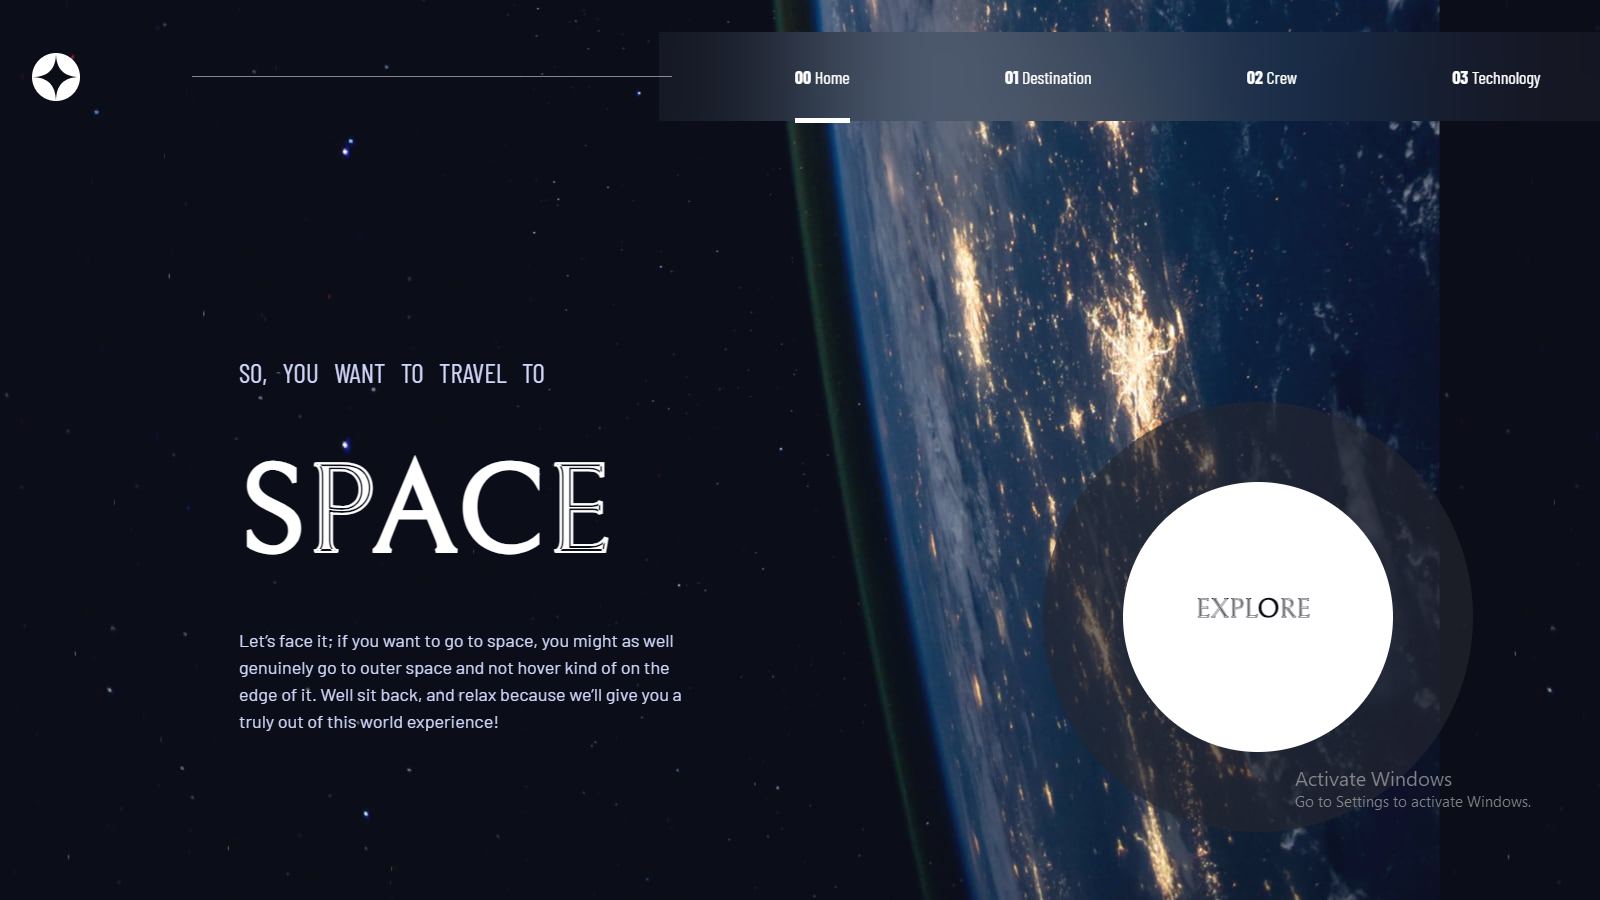 00 Home
01 Destination
02 Crew
03 Technology
SO, YOU WANT TO TRAVEL TO
SPACE
Let’s face it; if you want to go to space, you might as well
genuinely go to outer space and not hover kind of on the
edge of it. Well sit back, and relax because we’ll give you a
truly out of this world experience!
EXPLORE
Activate Windows
Go to Settings to activate Windows.